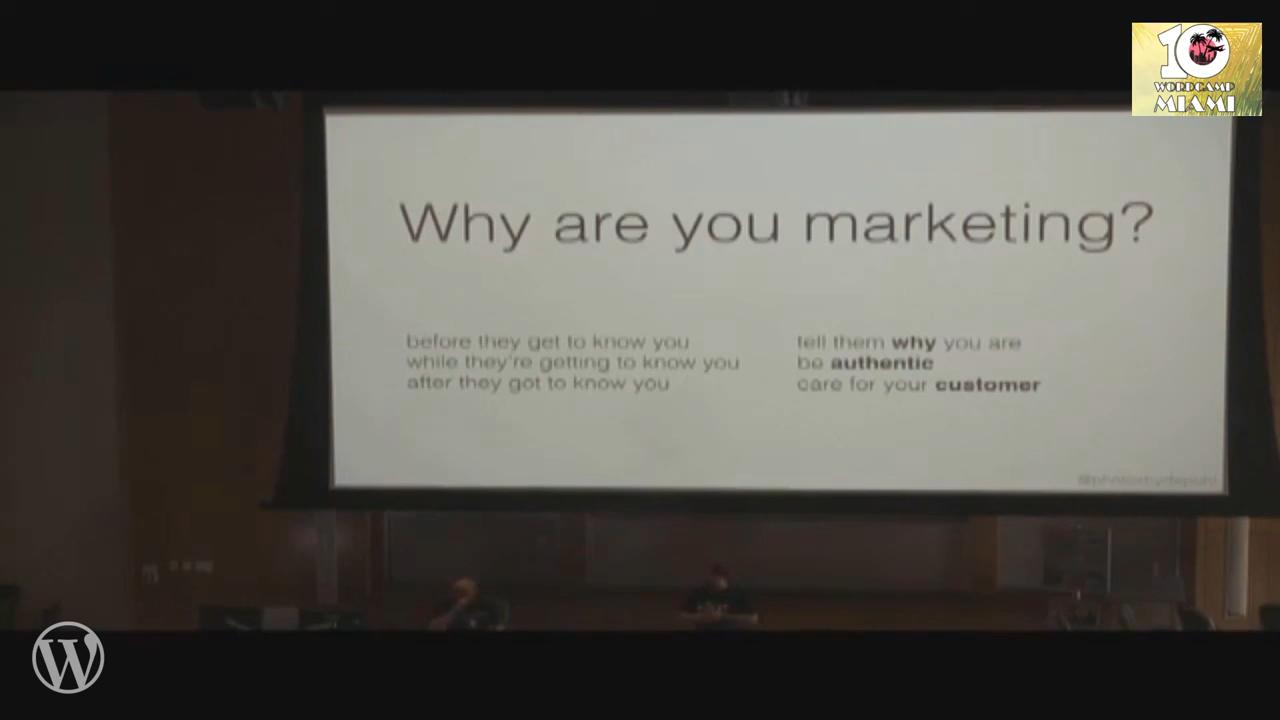 10
WORDCAMP
MIAMI
Why are you marketing?
before they get to know you
while they're getting to know you
after they got to know you
tell them why you are
be authentic
care for your customer
W